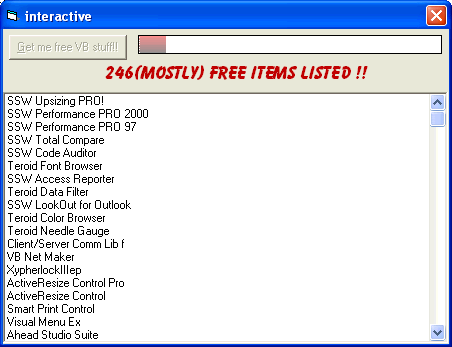 interactive
Get me free VB stuff!!
246(MOSTLY) FREE ITEMS LISTED !!
SSW Upsizing PRO!
SSW Performance PRO 2000
SSW Performance PRO 97
SSW Total Compare
SSW Code Auditor
Teroid Font Browser
SSW Access Reporter
Teroid Data Filter
SSW LookOut for Outlook
Teroid Color Browser
Teroid Needle Gauge
Client/Server Comm Lib f
VB Net Maker
XypherlockIIIep
ActiveResize Control Pro
ActiveResize Control
Smart Print Control
Visual Menu Ex
Ahead Studio Suite